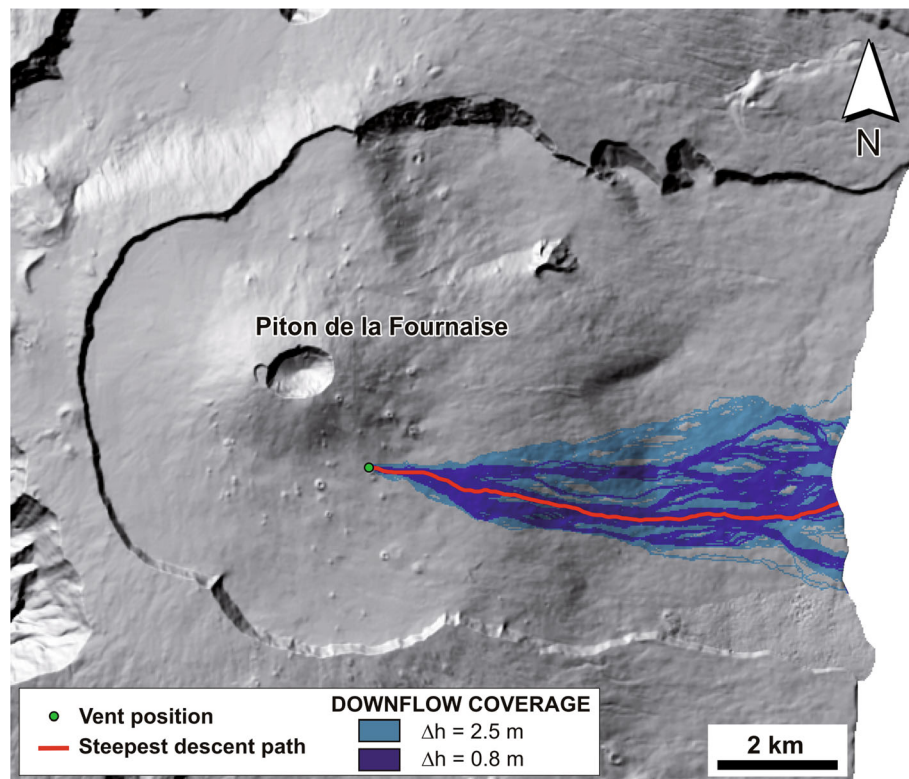 N
Piton de la Fournaise
Vent position
Steepest descent path
DOWNFLOW COVERAGE
Δh = 2.5 m
Δh = 0.8 m
2 km